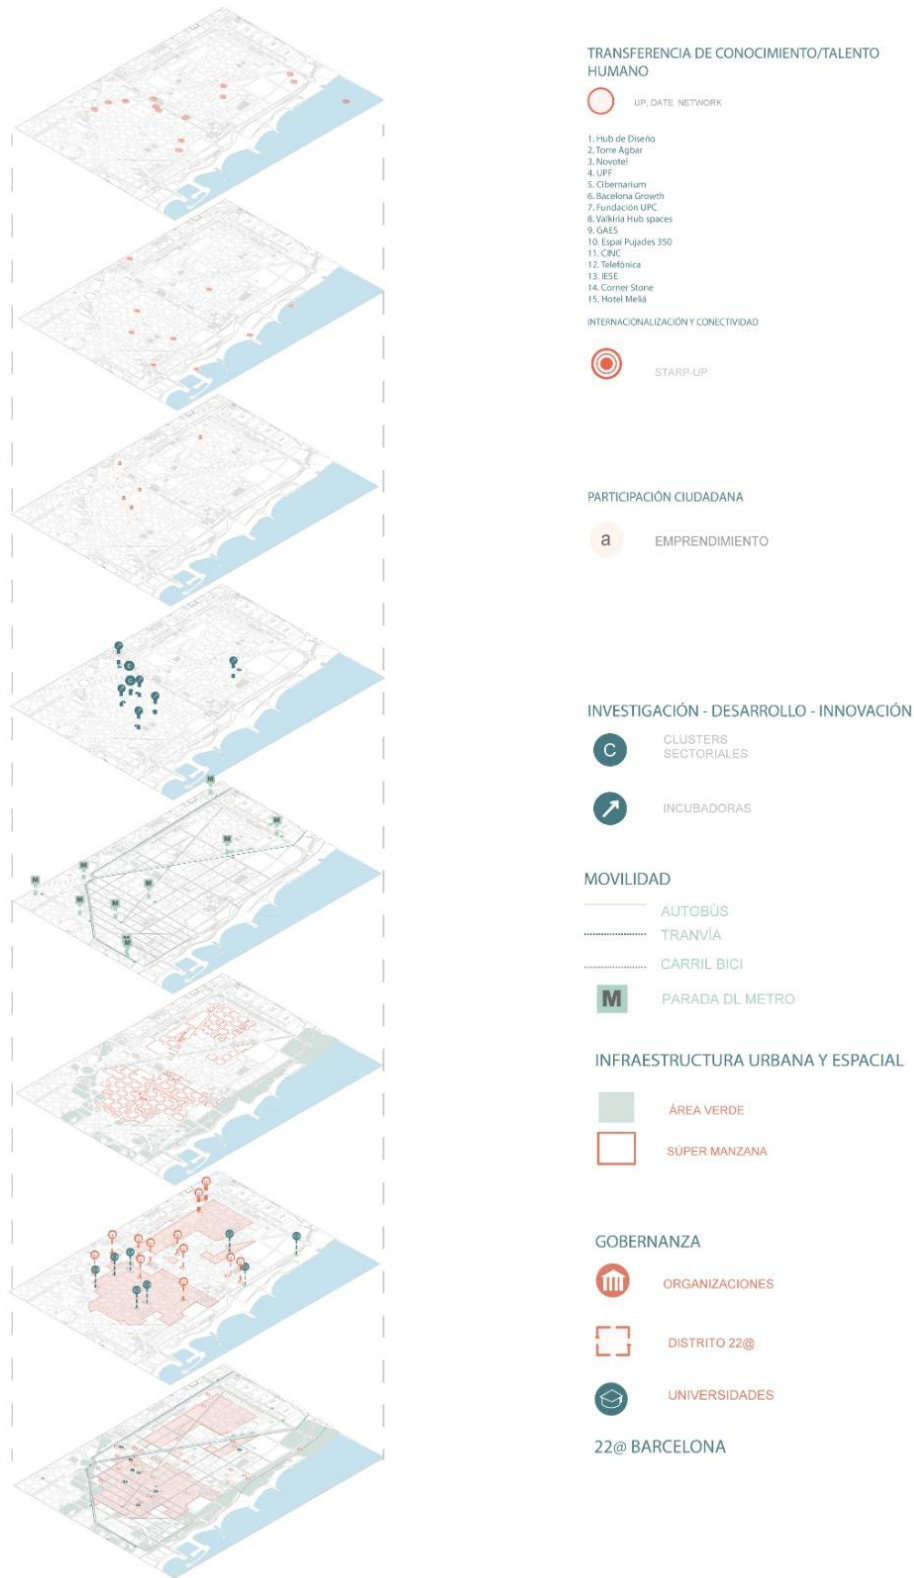 TRANSFERENCIA DE CONOCIMIENTO/TALENTO
HUMANO
UP, DATE NETWORK
1. Hub de Diseño
2. Torre Agbar
3. Novotel
4. UPF
5. Cibernarium
6. Bacelona Growth
7. Fundación UPC
8. Valkiria Hub spaces
9. GAES
10. Espai Pujades 350
11. CINC
12. Telefónica
13. IESE
14. Corner Stone
15. Hotel Meliá
INTERNACIONALIZACIÓN Y CONECTIVIDAD
STARP-UP
PARTICIPACIÓN CIUDADANA
a
EMPRENDIMIENTO
INVESTIGACIÓN - DESARROLLO - INNOVACIÓN
C
CLUSTERS
SECTORIALES
INCUBADORAS
MOVILIDAD
AUTOBÚS
TRANVÍA
CARRIL BICI
M
PARADA DL METRO
INFRAESTRUCTURA URBANA Y ESPACIAL
ÁREA VERDE
SÚPER MANZANA
GOBERNANZA
ORGANIZACIONES
DISTRITO 22@
UNIVERSIDADES
22@ BARCELONA